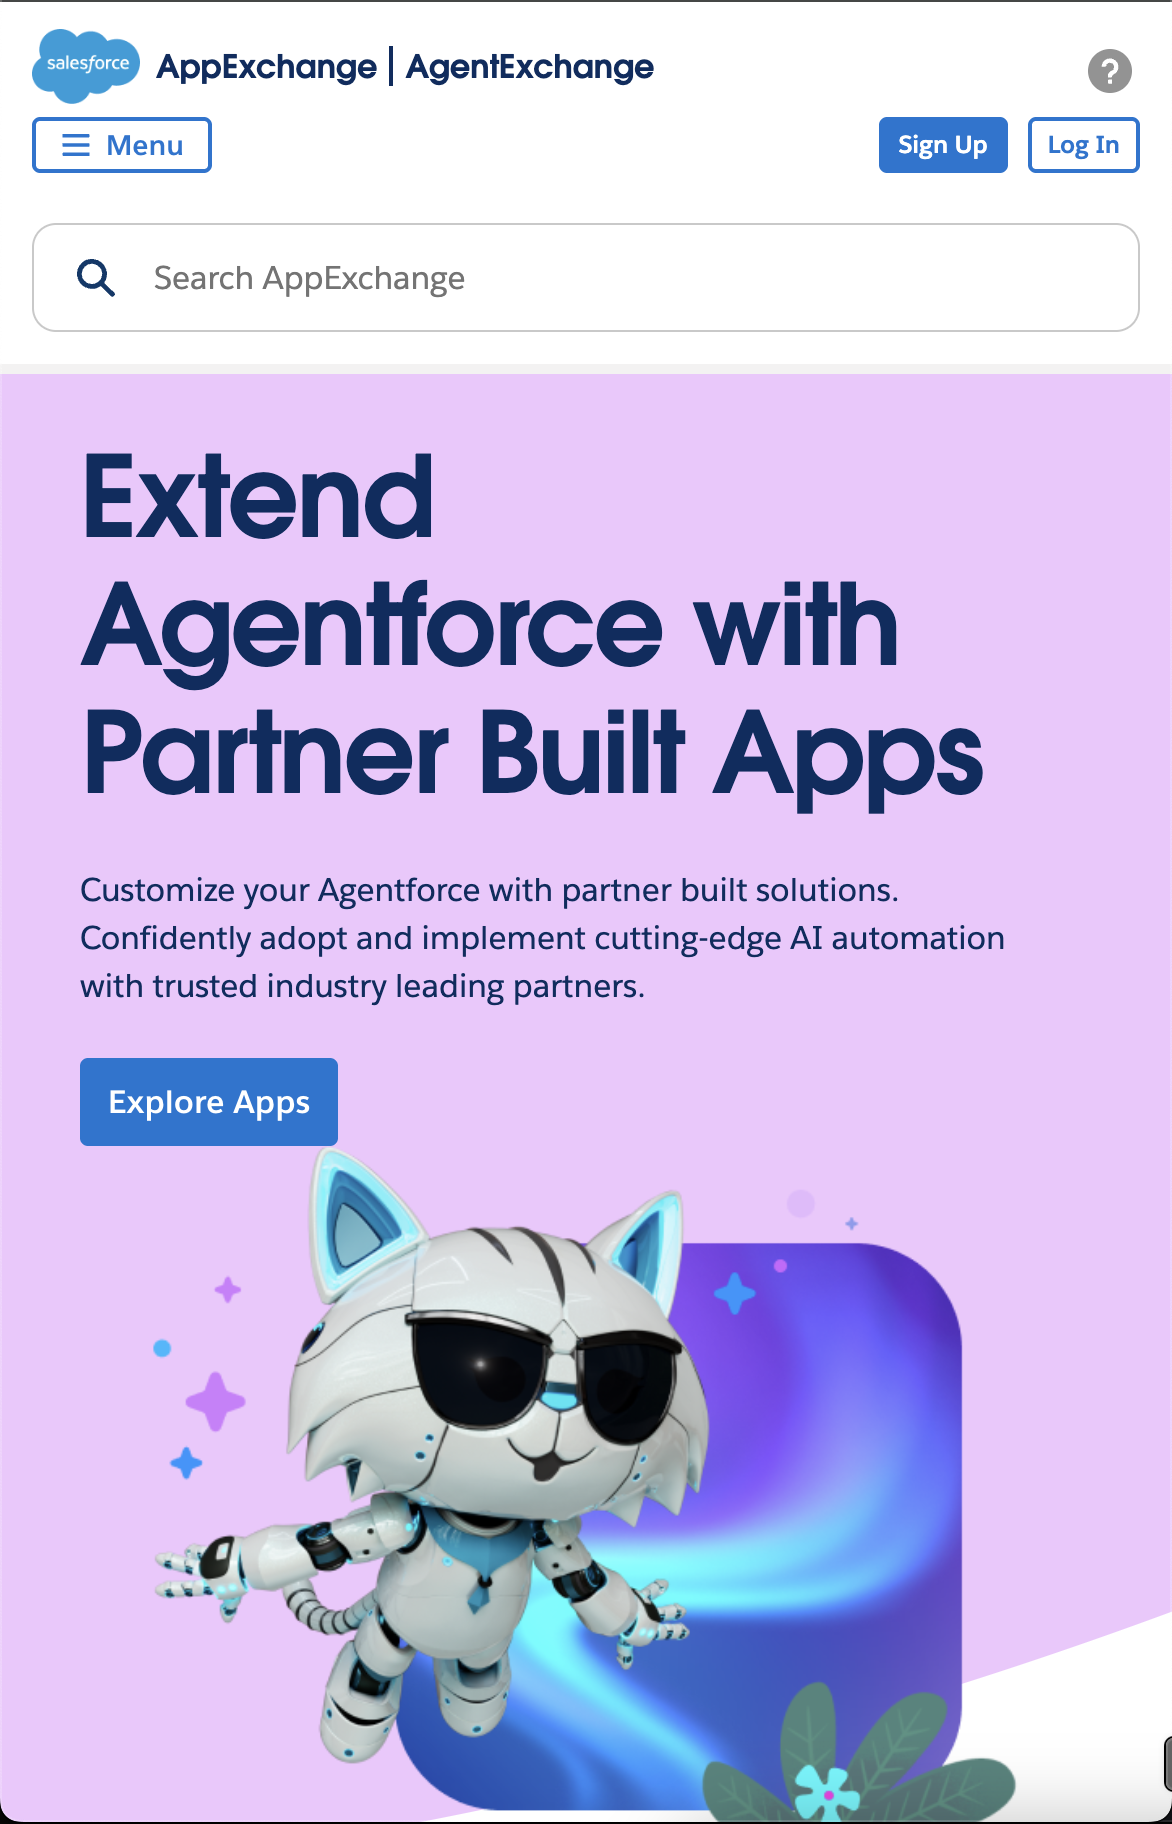 salesforce
AppExchange | AgentExchange
?
Menu
Sign Up
Log In
Search AppExchange
Extend
Agentforce with
Partner Built Apps
Customize your Agentforce with partner built solutions.
Confidently adopt and implement cutting-edge AI automation
with trusted industry leading partners.
Explore Apps